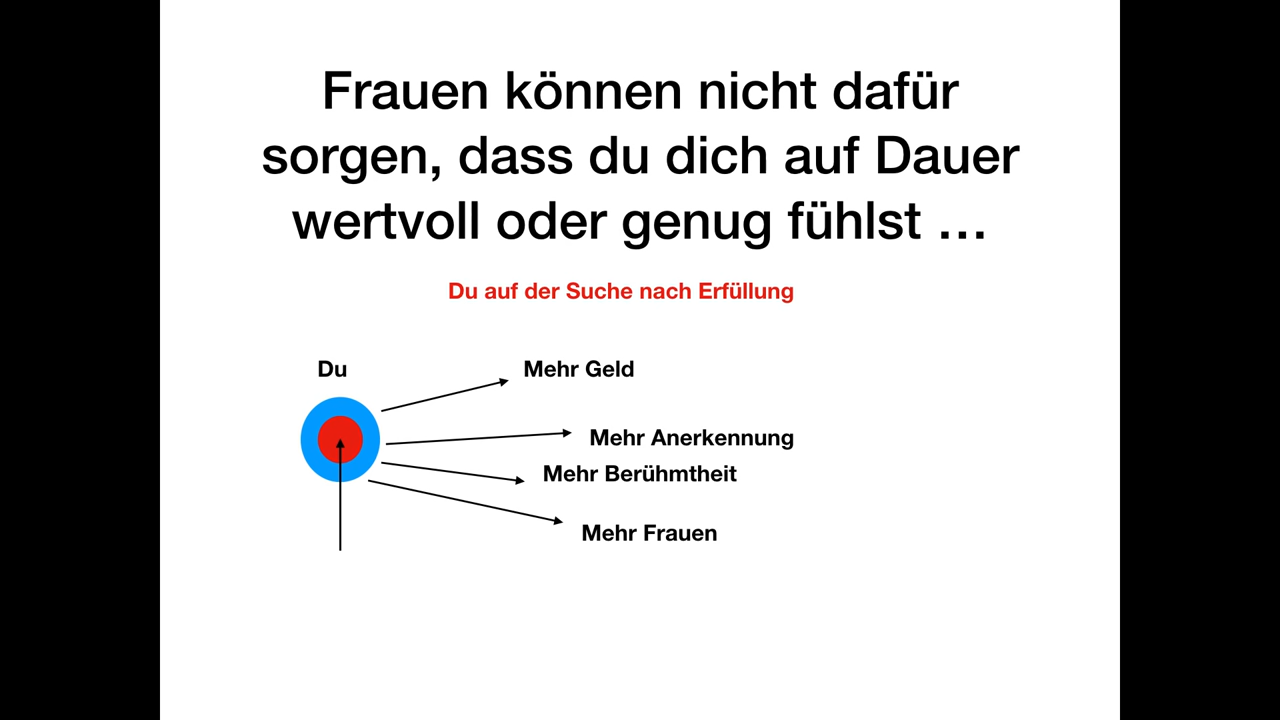 Frauen können nicht dafür
sorgen, dass du dich auf Dauer
wertvoll oder genug fühlst …
Du auf der Suche nach Erfüllung
Du
Mehr Geld
Mehr Anerkennung
Mehr Berühmtheit
Mehr Frauen